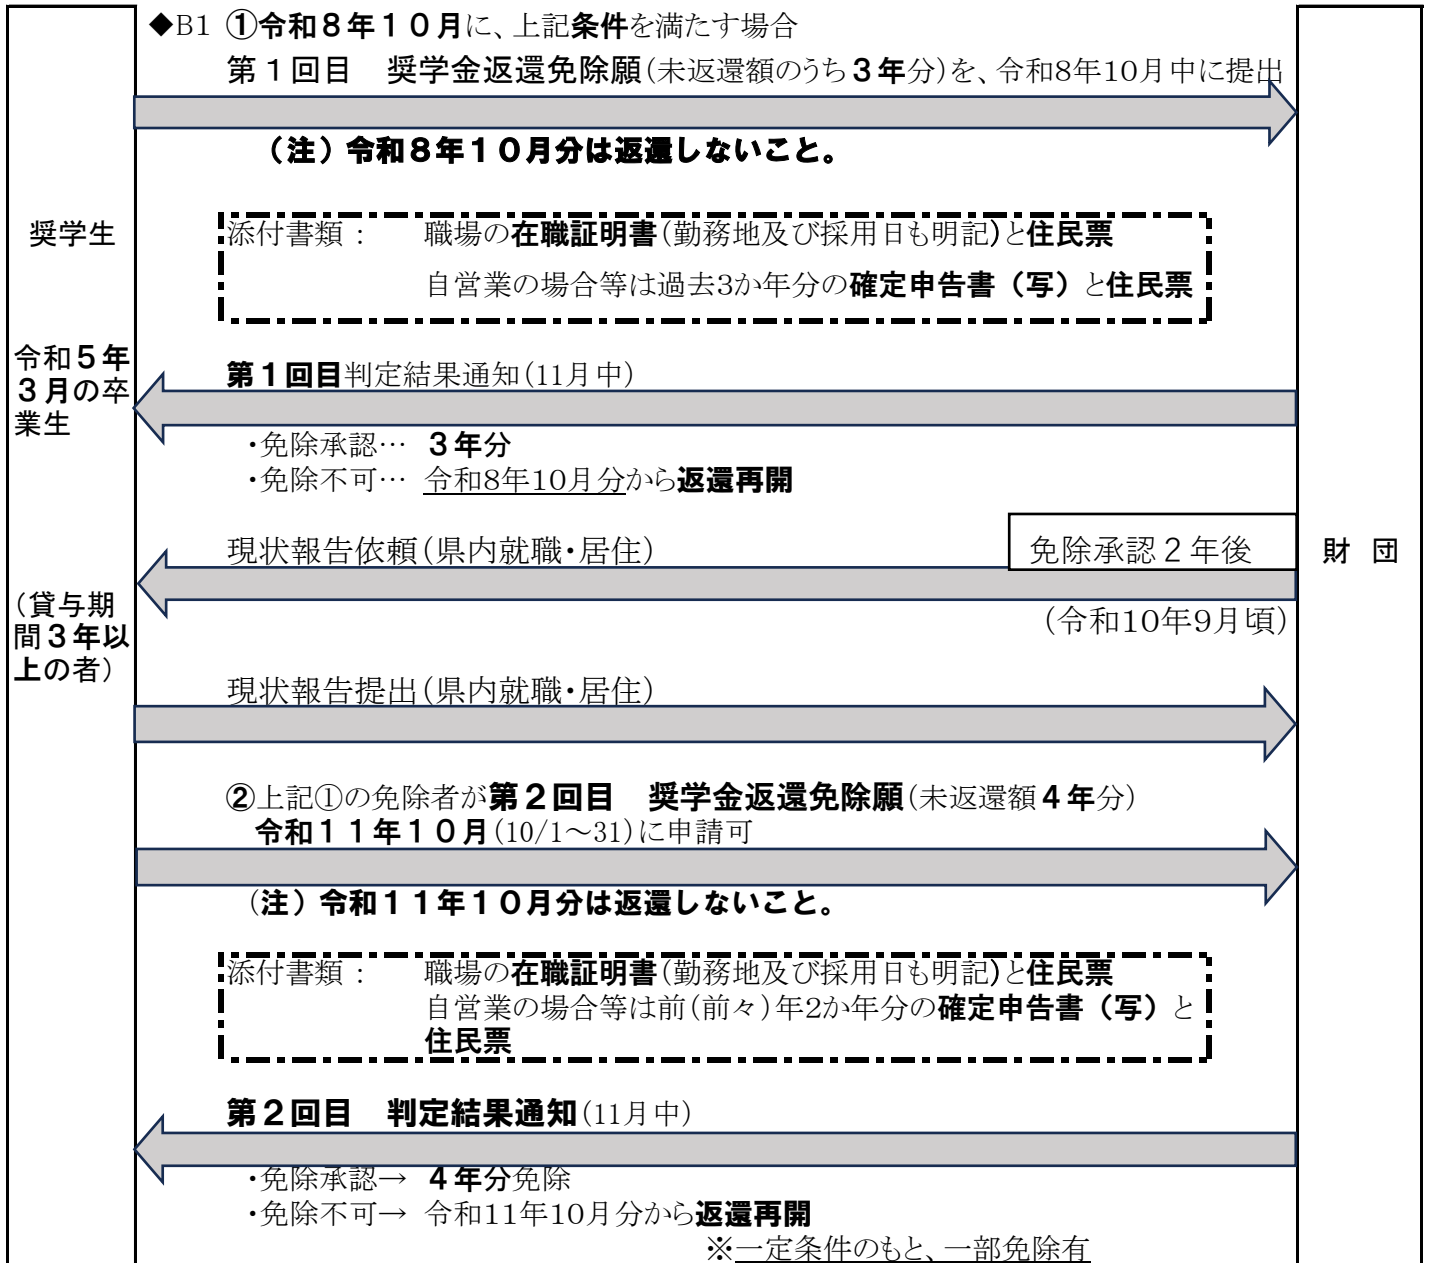 ◆B1 ①令和８年１０月に、上記条件を満たす場合
第１回目　奨学金返還免除願(未返還額のうち３年分)を、令和8年10月中に提出
（注）令和８年１０月分は返還しないこと。
奨学生
添付書類：　職場の在職証明書(勤務地及び採用日も明記)と住民票
自営業の場合等は過去3か年分の確定申告書（写）と住民票
令和５年
３月の卒
業生
第１回目判定結果通知(11月中)
・免除承認… ３年分
・免除不可… 令和8年10月分から返還再開
現状報告依頼(県内就職・居住)
免除承認２年後
財 団
(令和10年9月頃)
(貸与期
間３年以
上の者)
現状報告提出(県内就職・居住)
②上記①の免除者が第２回目　奨学金返還免除願(未返還額４年分)
令和１１年１０月(10/1～31)に申請可
(注）令和１１年１０月分は返還しないこと。
添付書類：　職場の在職証明書(勤務地及び採用日も明記)と住民票
自営業の場合等は前(前々)年2か年分の確定申告書（写）と
住民票
第２回目　判定結果通知(11月中)
・免除承認→ ４年分免除
・免除不可→ 令和11年10月分から返還再開
※一定条件のもと、一部免除有